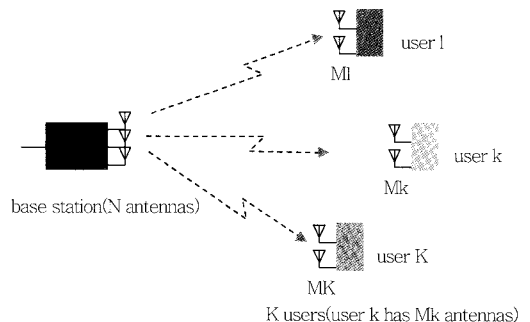 user 1
M1
user k
Mk
base station(N antennas)
user K
MK
K users(user k has Mk antennas)